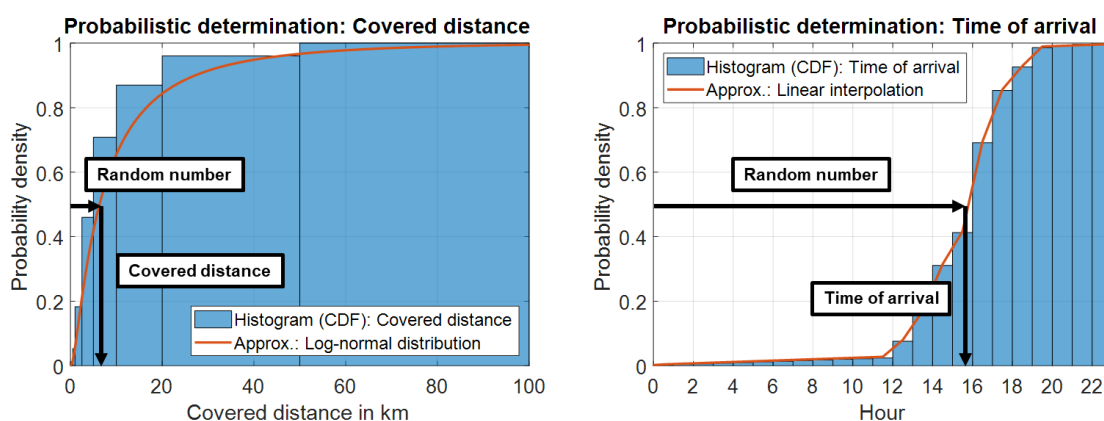 Probabilistic determination: Covered distance
Probability density
1
0.8
0.6
0.4
0.2
0
Random number
Covered distance
Histogram (CDF): Covered distance
Approx.: Log-normal distribution
0 20 40 60 80 100
Covered distance in km
Probabilistic determination: Time of arrival
Probability density
1
0.8
0.6
0.4
0.2
0
Histogram (CDF): Time of arrival
Approx.: Linear interpolation
Random number
Time of arrival
0 2 4 6 8 10 12 14 16 18 20 22
Hour